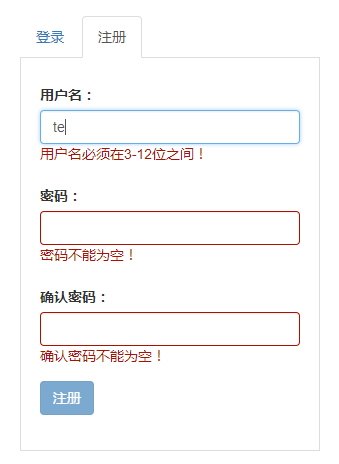 登录 注册
用户名：
te
用户名必须在3-12位之间！
密码：
密码不能为空！
确认密码：
确认密码不能为空！
注册